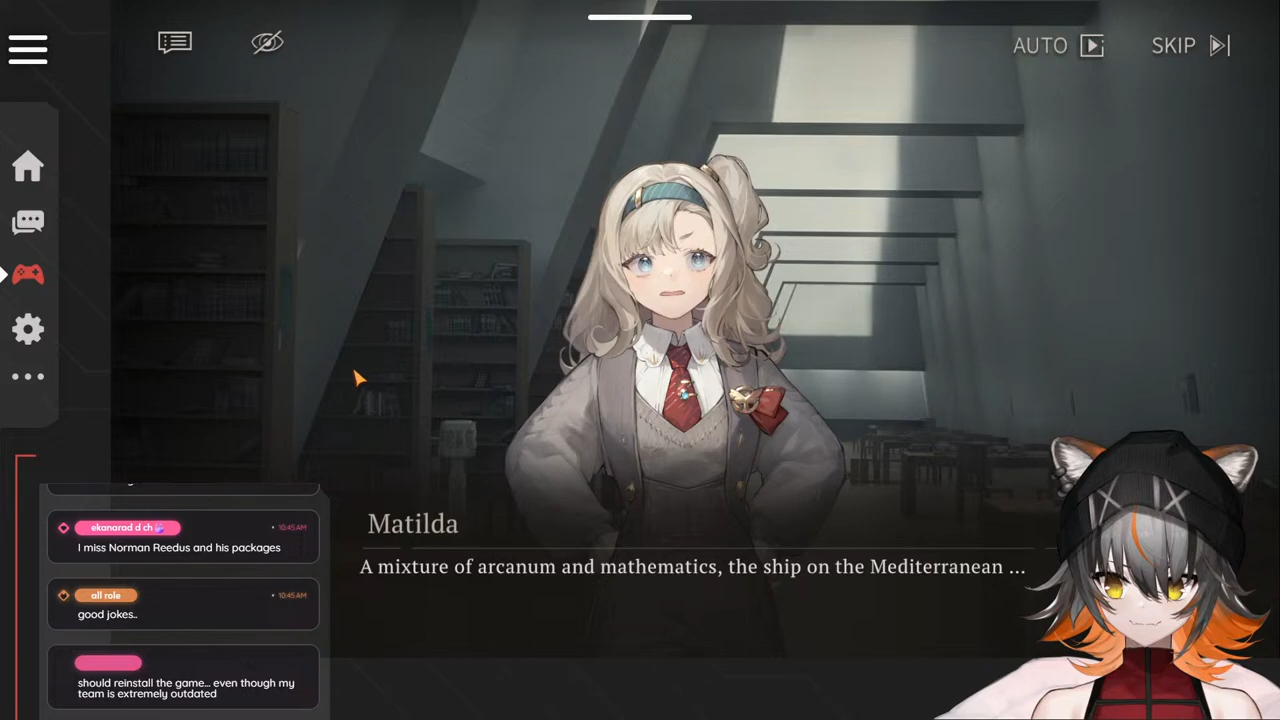 AUTO
SKIP
Matilda
A mixture of arcanum and mathematics, the ship on the Mediterranean ...
ekanarad d ch
• 10:45AM
I miss Norman Reedus and his packages
all role
• 10:45AM
good jokes..
should reinstall the game... even though my
team is extremely outdated